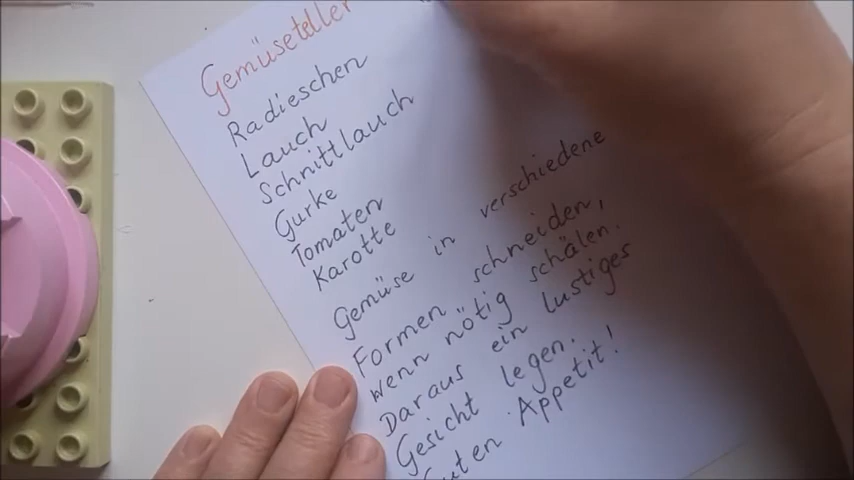 Gemüseteller
Radieschen
Lauch
Schnittlauch
Gurke
Tomaten
Karotte
Gemüse in verschiedene
Formen schneiden,
wenn nötig schälen.
Daraus ein lustiges
Gesicht legen.
Guten Appetit!